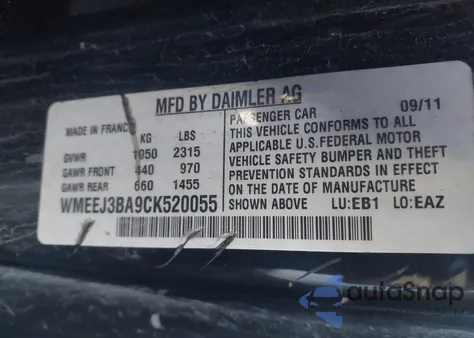 MFD BY DAIMLER AG
MADE IN FRANCE KG LBS
GVWR 1050 2315
GAWR FRONT 440 970
GAWR REAR 660 1455
WMEEJ3BA9CK520055
PASSENGER CAR 09/11
THIS VEHICLE CONFORMS TO ALL
APPLICABLE U.S.FEDERAL MOTOR
VEHICLE SAFETY BUMPER AND THEFT
PREVENTION STANDARDS IN EFFECT
ON THE DATE OF MANUFACTURE
SHOWN ABOVE LU:EB1 LO:EAZ
autoSnap